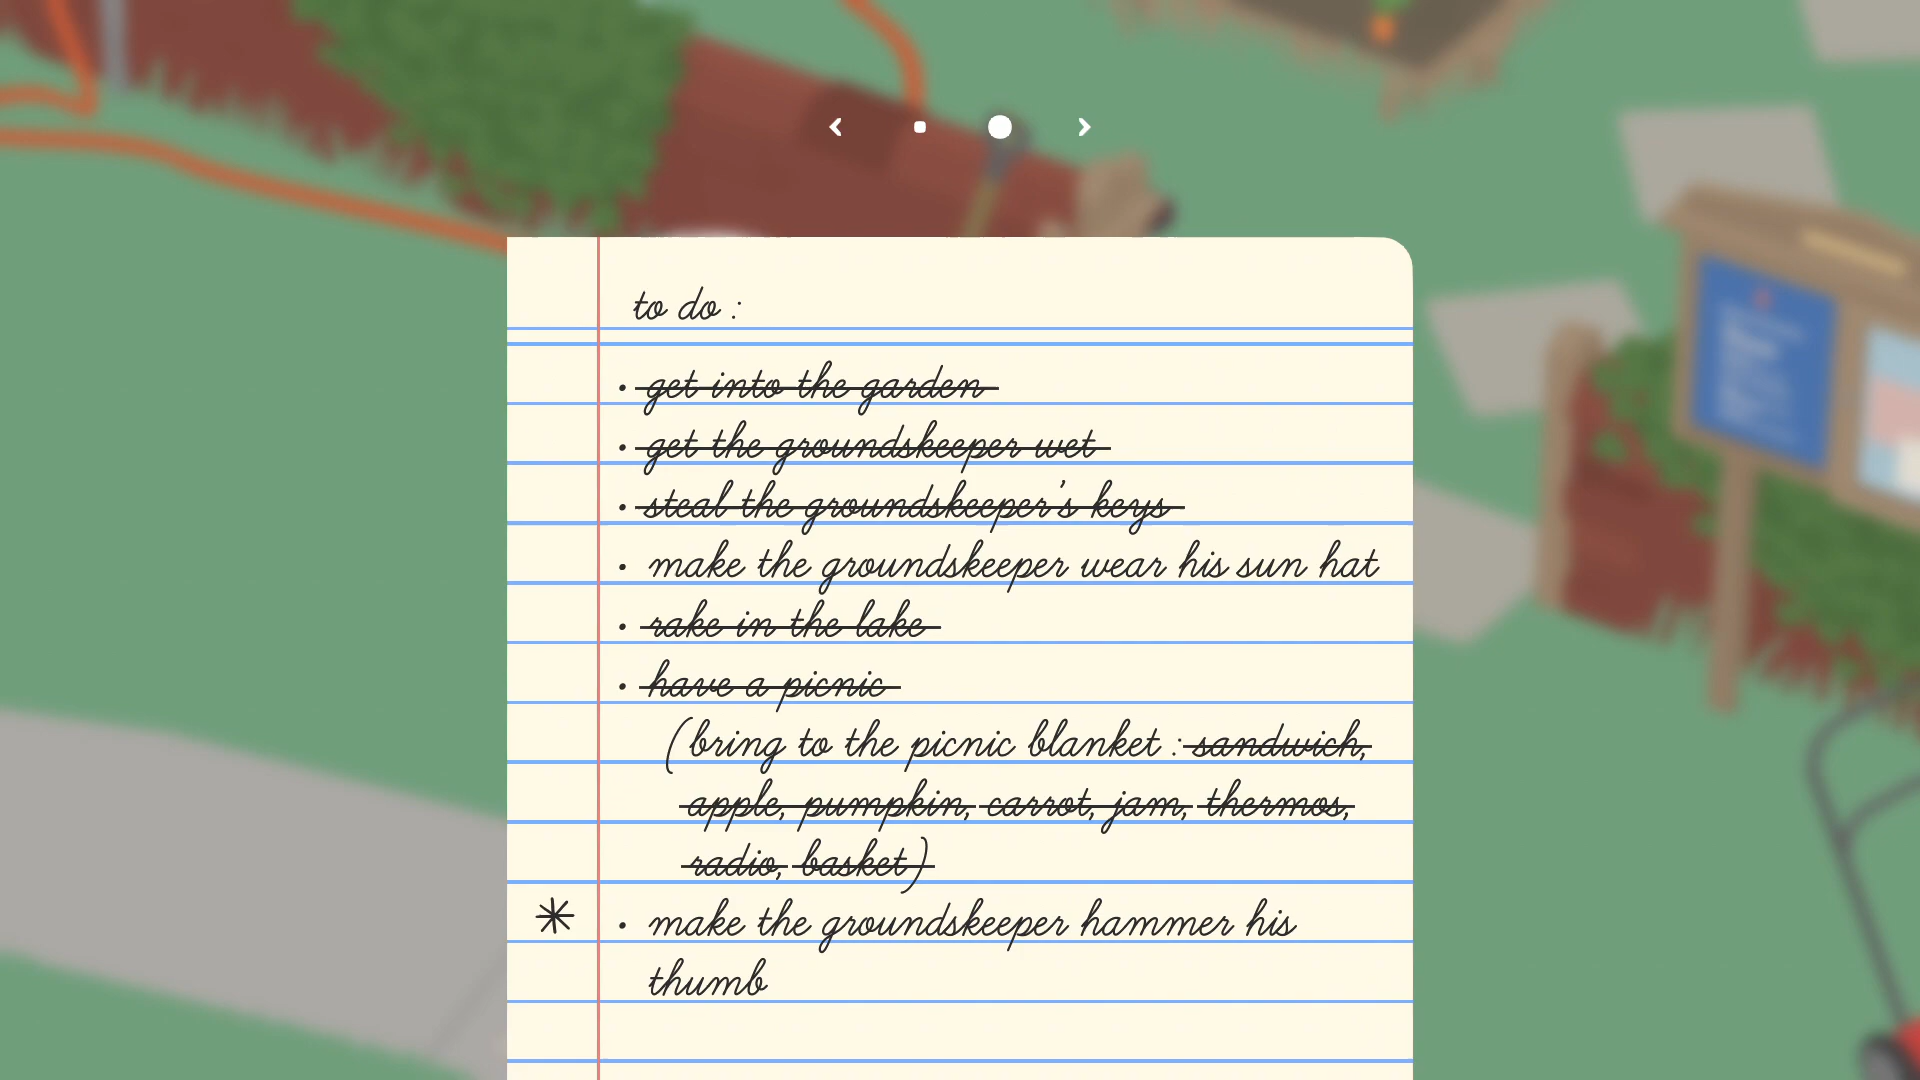 to do :
• get into the garden
• get the groundskeeper wet
• steal the groundskeeper's keys
• make the groundskeeper wear his sun hat
• rake in the lake
• have a picnic
(bring to the picnic blanket : sandwich,
apple, pumpkin, carrot, jam, thermos,
radio, basket)
* • make the groundskeeper hammer his
thumb